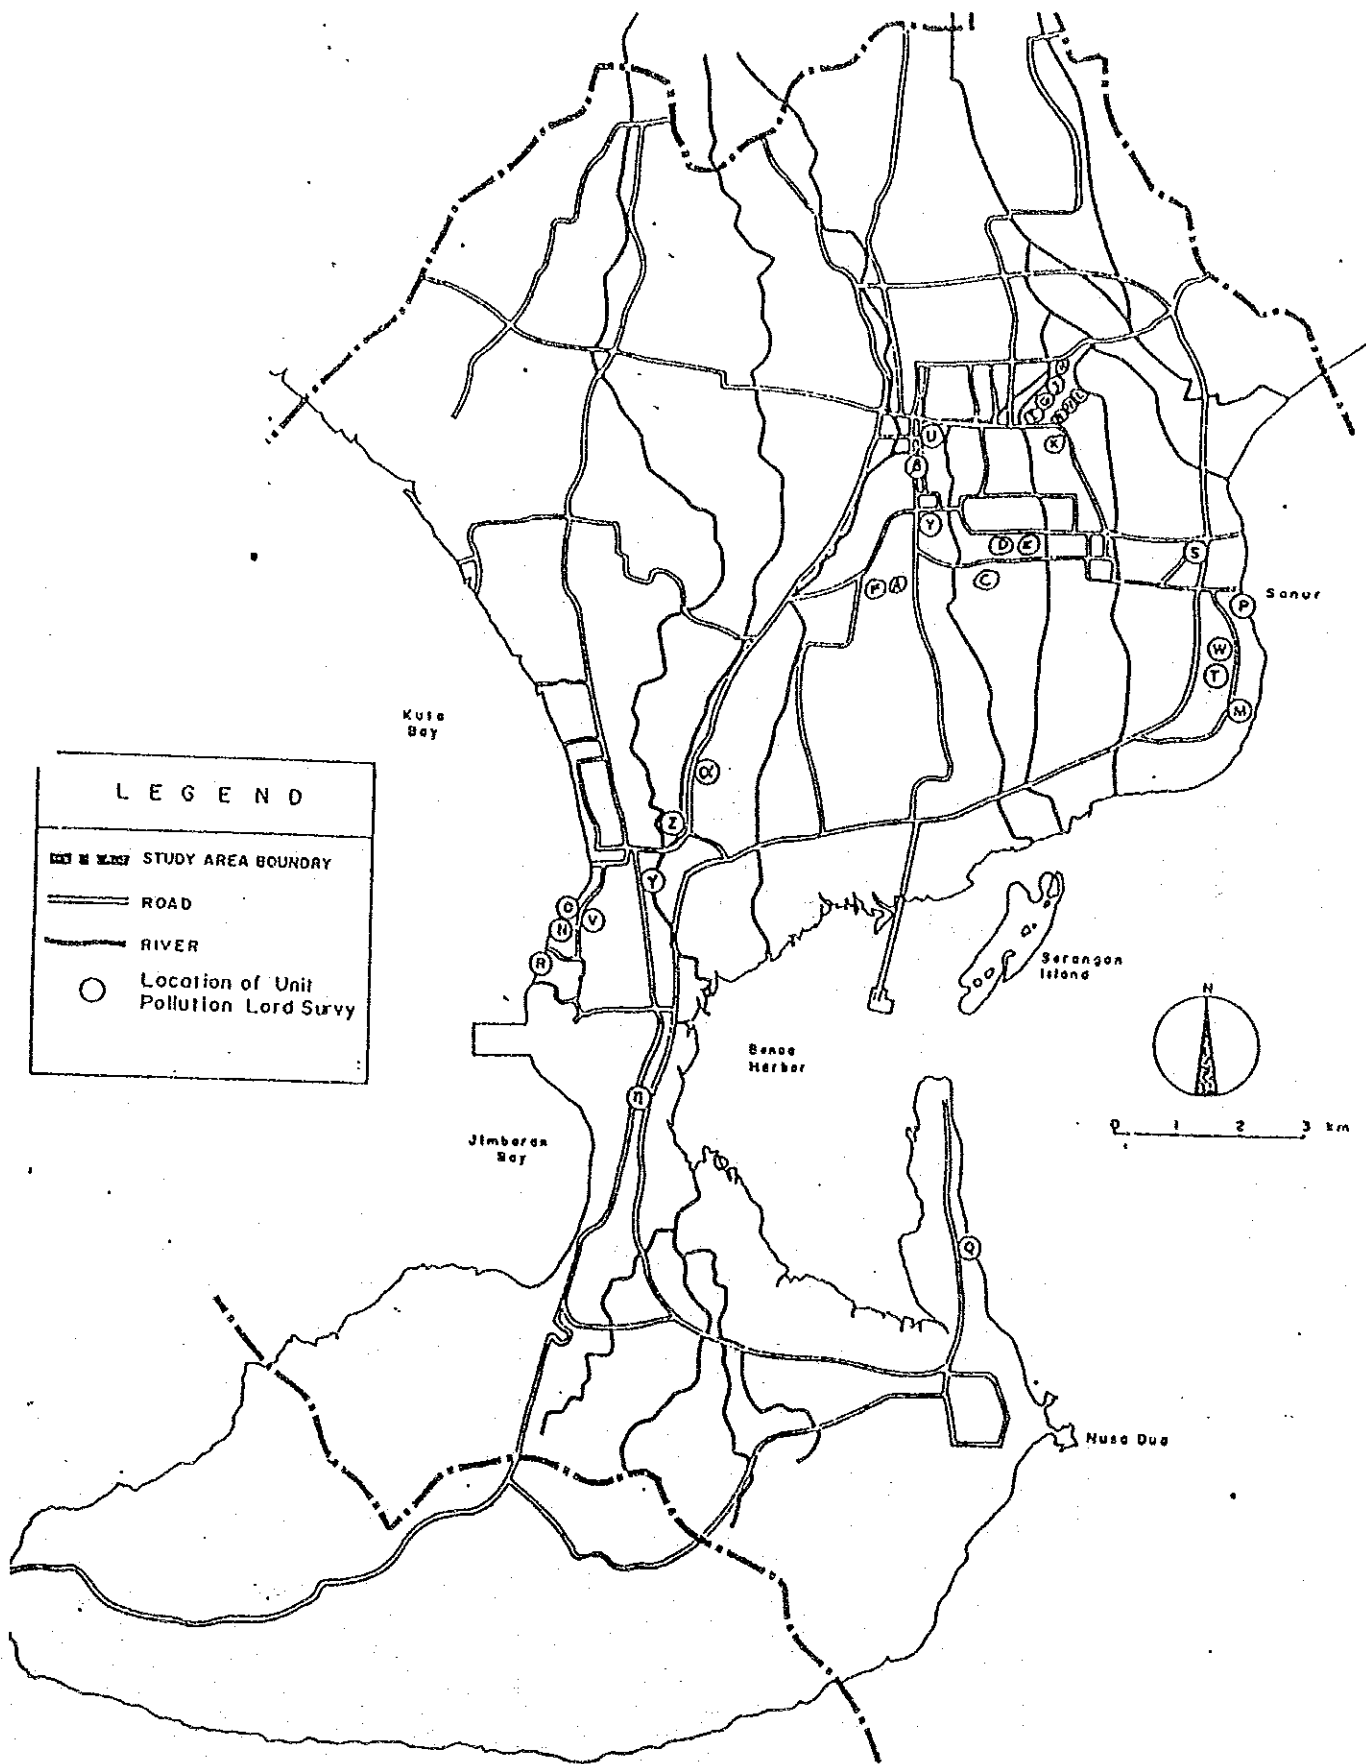 U
K
β
Y
D
E
S
F
A
C
P
Sanur
W
T
M
Kuta
Bay
α
LEGEND
Z
STUDY AREA BOUNDRY
γ
ROAD
O
V
N
RIVER
R
Location of Unit
Pollution Lord Survy
Serangan
Island
N
Benoa
Harbor
η
0 1 2 3 km
Jimbaran
Bay
Q
Nusa Dua